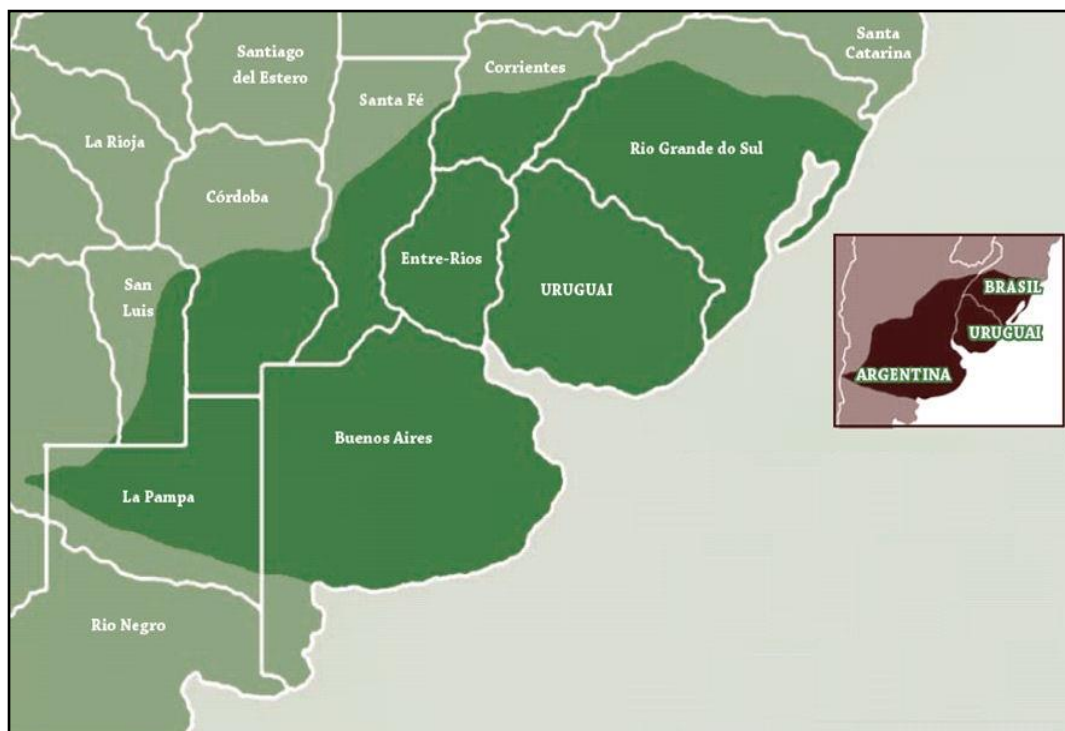 Santa
Catarina
Santiago
del Estero
Corrientes
Santa Fé
La Rioja
Rio Grande do Sul
Córdoba
Entre-Rios
San
Luis
URUGUAI
BRASIL
URUGUAI
ARGENTINA
Buenos Aires
La Pampa
Rio Negro